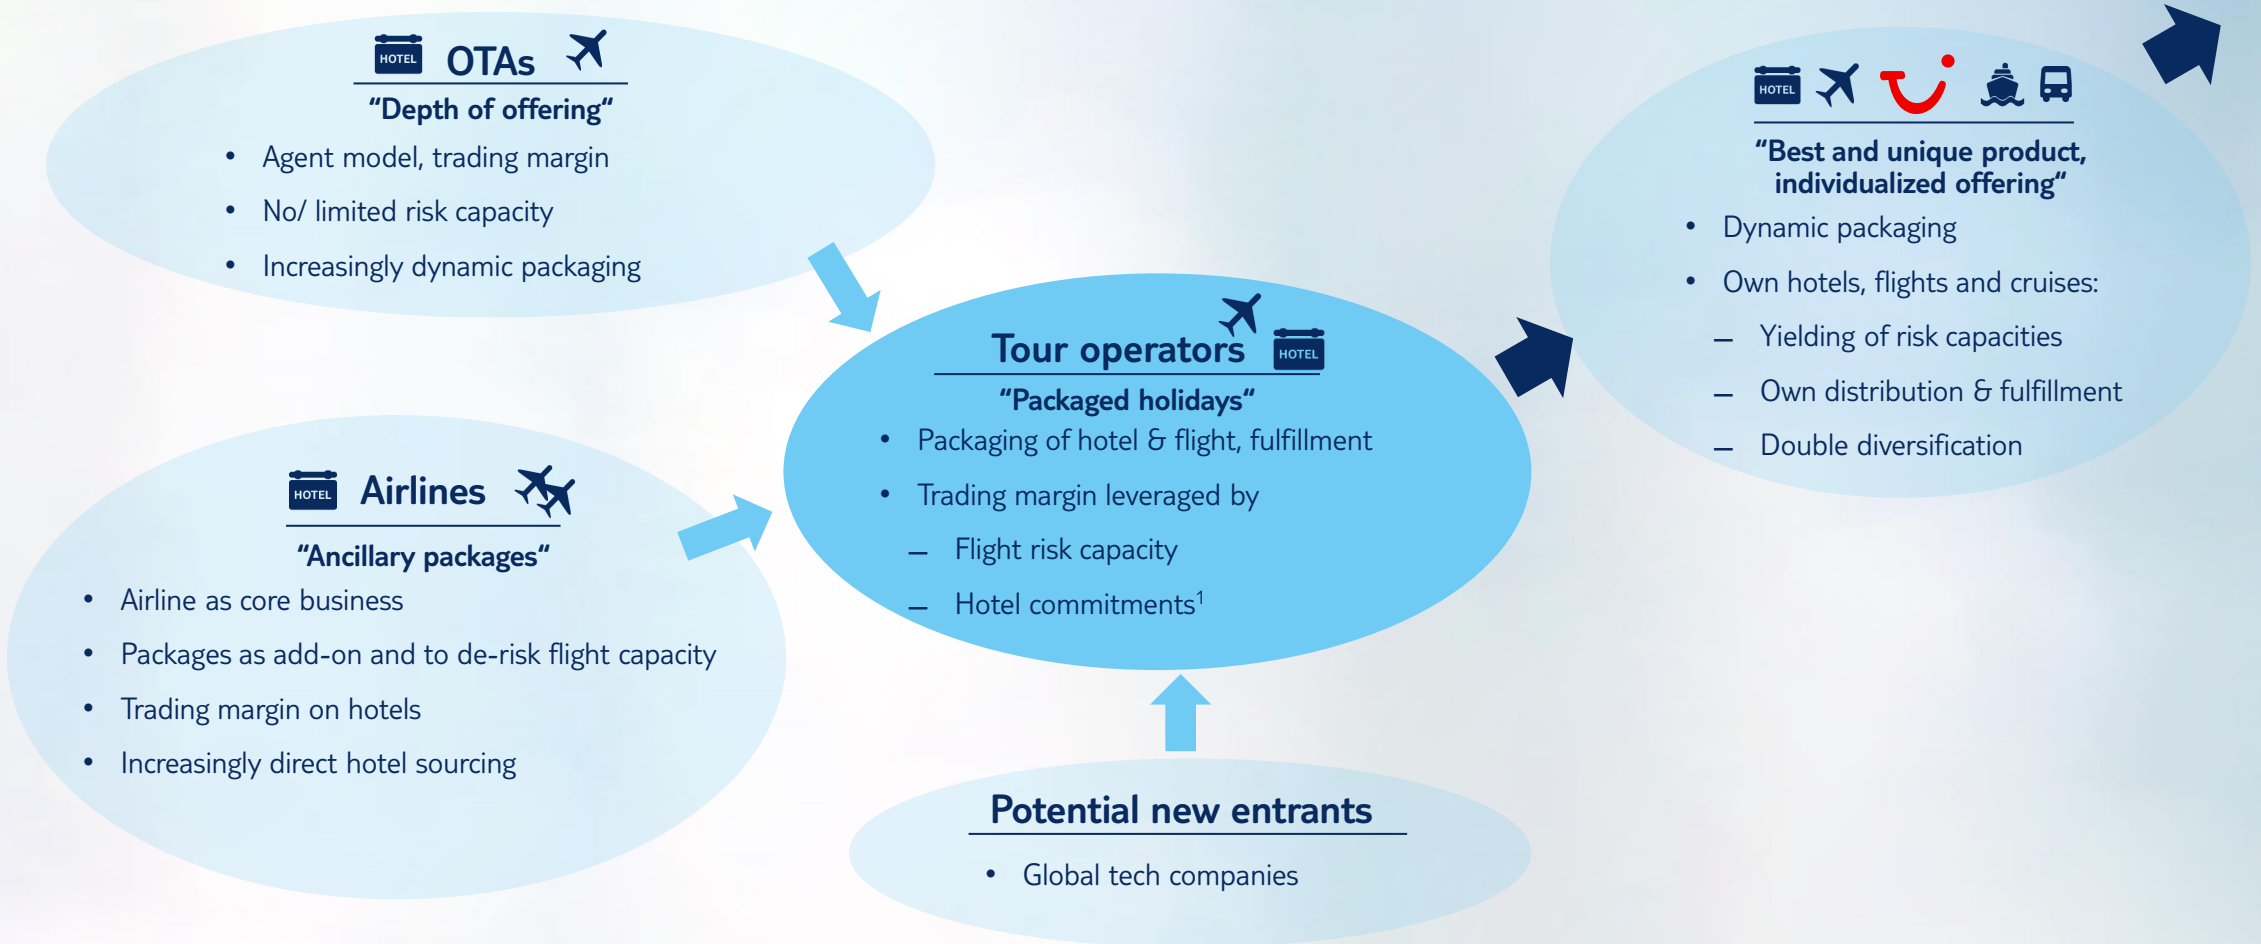 HOTEL OTAs
“Depth of offering“
• Agent model, trading margin
• No/ limited risk capacity
• Increasingly dynamic packaging
HOTEL Airlines
“Ancillary packages“
• Airline as core business
• Packages as add-on and to de-risk flight capacity
• Trading margin on hotels
• Increasingly direct hotel sourcing
Tour operators HOTEL
“Packaged holidays“
• Packaging of hotel & flight, fulfillment
• Trading margin leveraged by
– Flight risk capacity
– Hotel commitments¹
Potential new entrants
• Global tech companies
HOTEL
“Best and unique product,
individualized offering“
• Dynamic packaging
• Own hotels, flights and cruises:
– Yielding of risk capacities
– Own distribution & fulfillment
– Double diversification